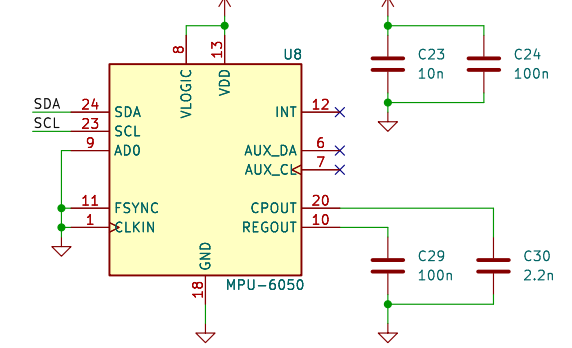 8
13
U8
C23
10n
C24
100n
VLOGIC
VDD
SDA
24
SDA
INT
12
SCL
23
SCL
9
AD0
AUX_DA
6
AUX_CL
7
11
FSYNC
CPOUT
20
1
CLKIN
REGOUT
10
GND
18
MPU-6050
C29
100n
C30
2.2n